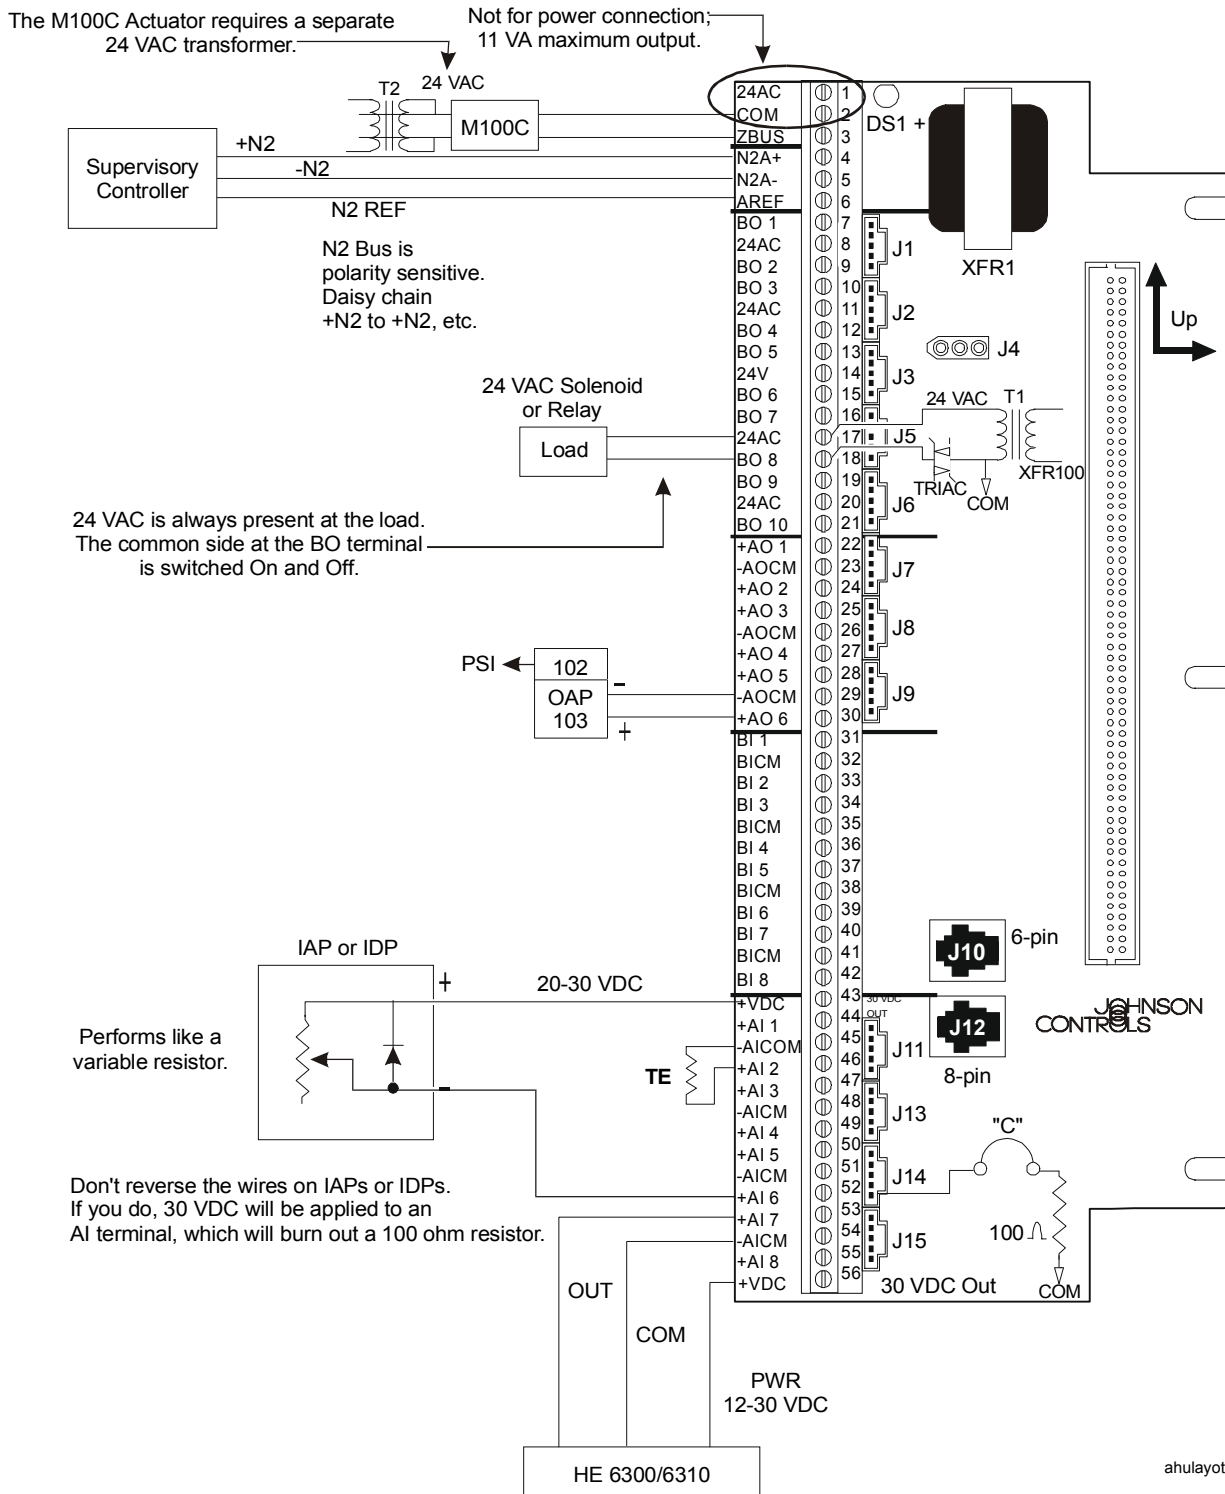 The M100C Actuator requires a separate
24 VAC transformer.
Not for power connection;
11 VA maximum output.
T2
24 VAC
M100C
Supervisory
Controller
+N2
-N2
N2 REF
N2 Bus is
polarity sensitive.
Daisy chain
+N2 to +N2, etc.
24AC 1
COM 2
ZBUS 3
N2A+ 4
N2A- 5
AREF 6
BO 1 7
24AC 8
BO 2 9
BO 3 10
24AC 11
BO 4 12
BO 5 13
24V 14
BO 6 15
BO 7 16
24AC 17
BO 8 18
BO 9 19
24AC 20
BO 10 21
+AO 1 22
-AOCM 23
+AO 2 24
+AO 3 25
-AOCM 26
+AO 4 27
+AO 5 28
-AOCM 29
+AO 6 30
BI 1 31
BICM 32
BI 2 33
BI 3 34
BICM 35
BI 4 36
BI 5 37
BICM 38
BI 6 39
BI 7 40
BICM 41
BI 8 42
+VDC 43
+AI 1 44
-AICOM 45
+AI 2 46
+AI 3 47
-AICM 48
+AI 4 49
+AI 5 50
-AICM 51
+AI 6 52
+AI 7 53
-AICM 54
+AI 8 55
+VDC 56
DS1 +
XFR1
J1
J2
J3
J4
J5
J6
J7
J8
J9
Up
24 VAC
T1
XFR100
TRIAC
COM
24 VAC Solenoid
or Relay
Load
24 VAC is always present at the load.
The common side at the BO terminal
is switched On and Off.
PSI
102
OAP
103
-
+
J10
6-pin
30 VDC
OUT
J12
8-pin
JOHNSON
CONTROLS
J11
J13
J14
J15
"C"
100
COM
30 VDC Out
IAP or IDP
+
-
20-30 VDC
Performs like a
variable resistor.
TE
Don't reverse the wires on IAPs or IDPs.
If you do, 30 VDC will be applied to an
AI terminal, which will burn out a 100 ohm resistor.
OUT
COM
PWR
12-30 VDC
HE 6300/6310
ahulayot